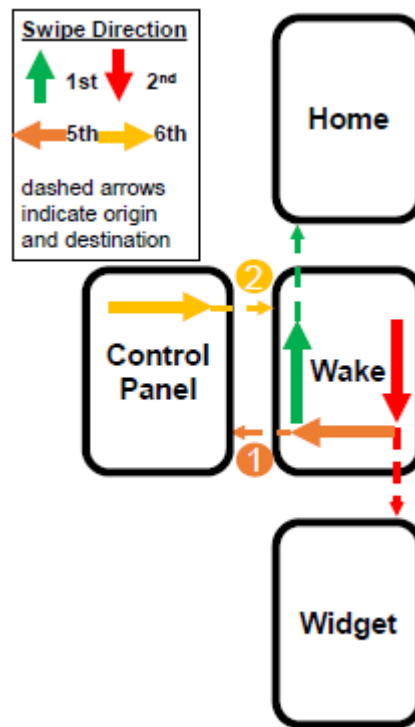 Swipe Direction
1st 2nd
5th 6th
dashed arrows
indicate origin
and destination
Home
2
Control
Panel
Wake
1
Widget